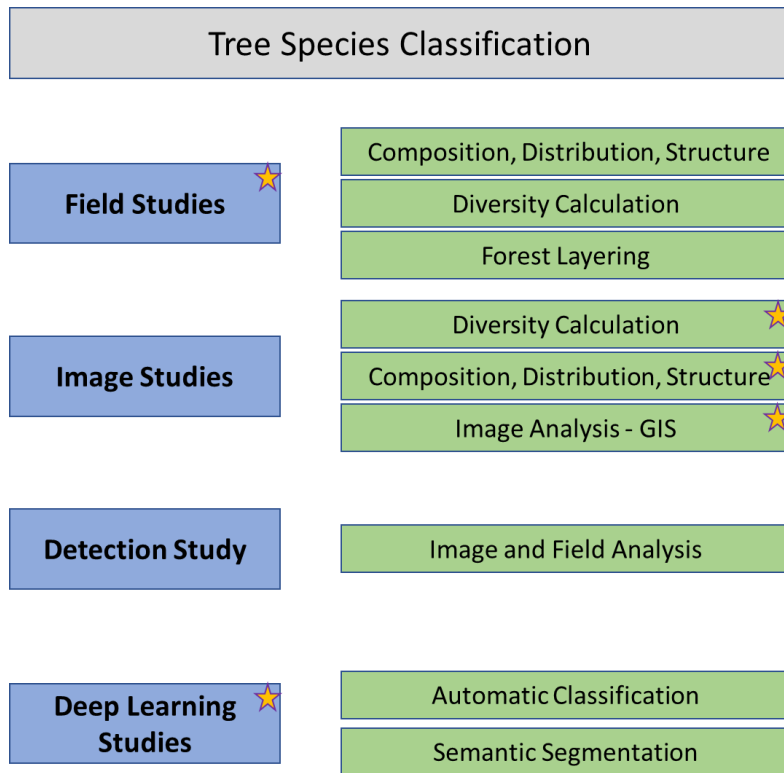 Tree Species Classification
Field Studies
Composition, Distribution, Structure
Diversity Calculation
Forest Layering
Image Studies
Diversity Calculation
Composition, Distribution, Structure
Image Analysis - GIS
Detection Study
Image and Field Analysis
Deep Learning
Studies
Automatic Classification
Semantic Segmentation